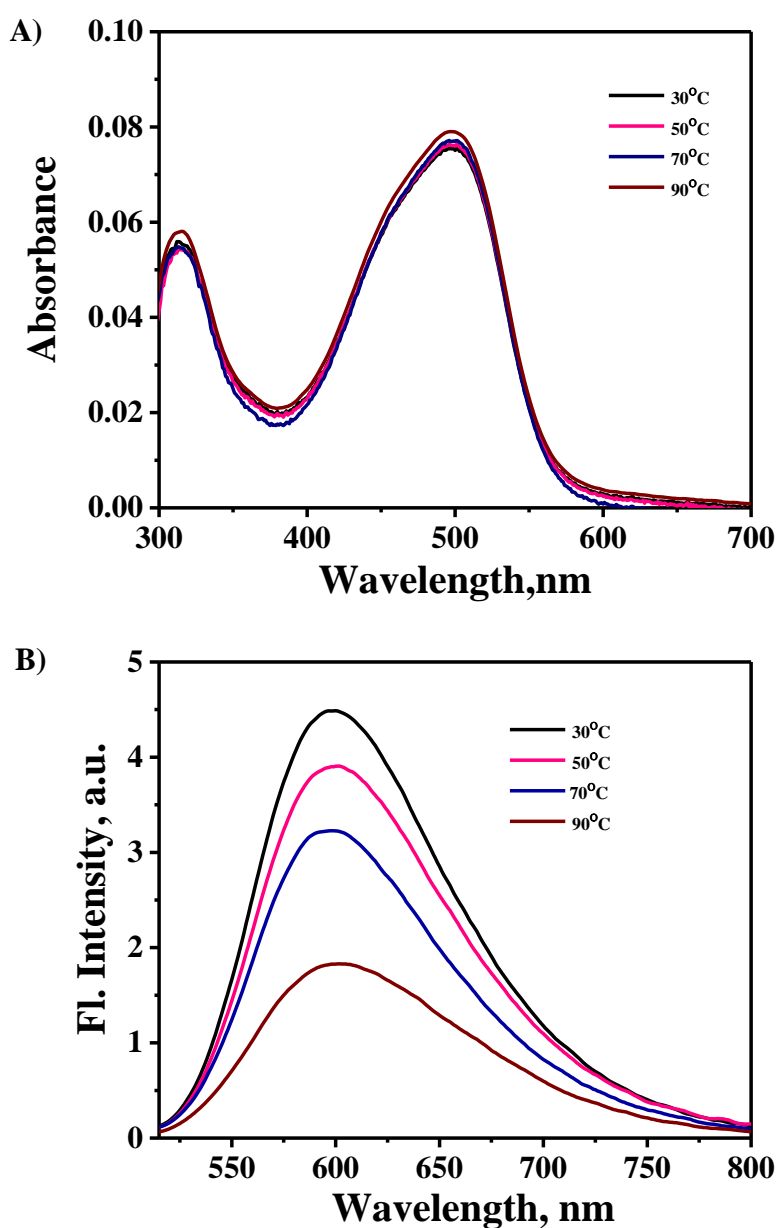 A)
0.10
0.08
0.06
0.04
0.02
0.00
Absorbance
30°C
50°C
70°C
90°C
300 400 500 600 700
Wavelength,nm
B)
5
4
3
2
1
0
Fl. Intensity, a.u.
30°C
50°C
70°C
90°C
550 600 650 700 750 800
Wavelength, nm